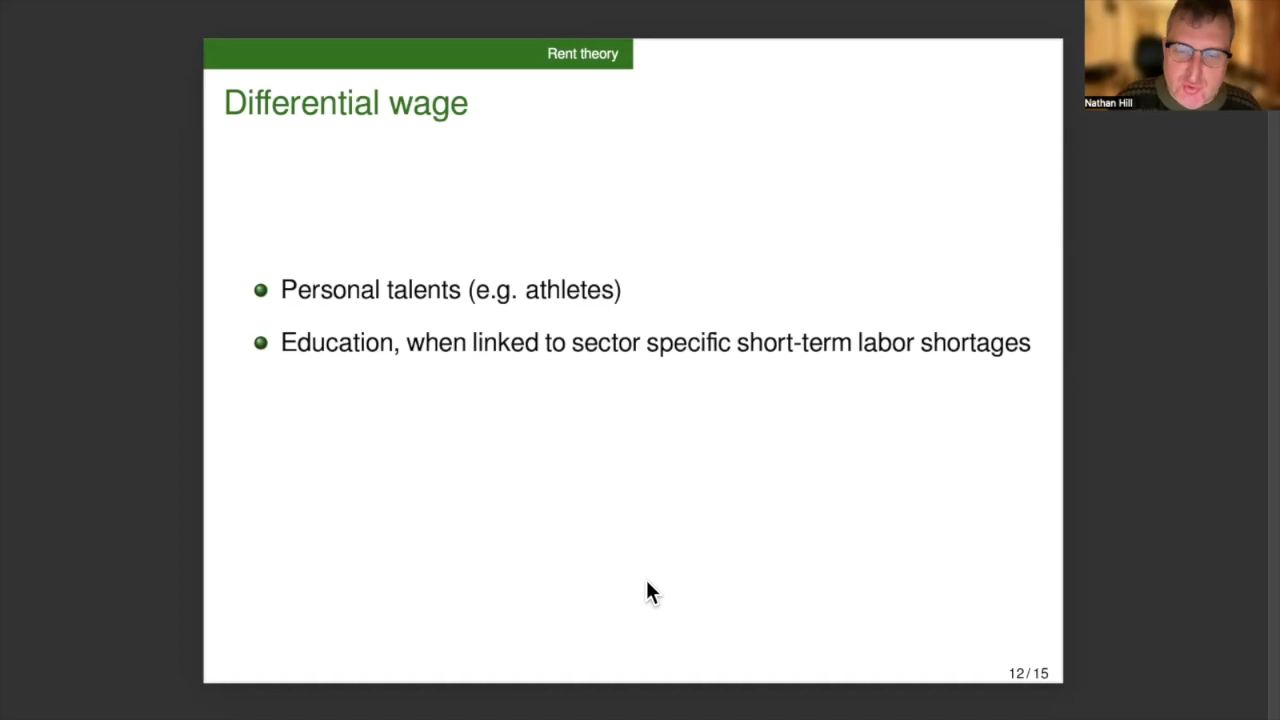 Rent theory
Differential wage
Personal talents (e.g. athletes)
Education, when linked to sector specific short-term labor shortages
12/15
Nathan Hill